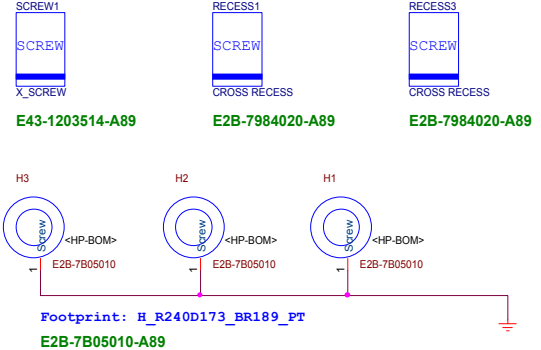 SCREW1
RECESS1
RECESS3
SCREW
SCREW
SCREW
X_SCREW
CROSS RECESS
CROSS RECESS
E43-1203514-A89
E2B-7984020-A89
E2B-7984020-A89
H3
H2
H1
Screw
<HP-BOM>
Screw
<HP-BOM>
Screw
<HP-BOM>
1
E2B-7B05010
1
E2B-7B05010
1
E2B-7B05010
Footprint: H_R240D173_BR189_PT
E2B-7B05010-A89